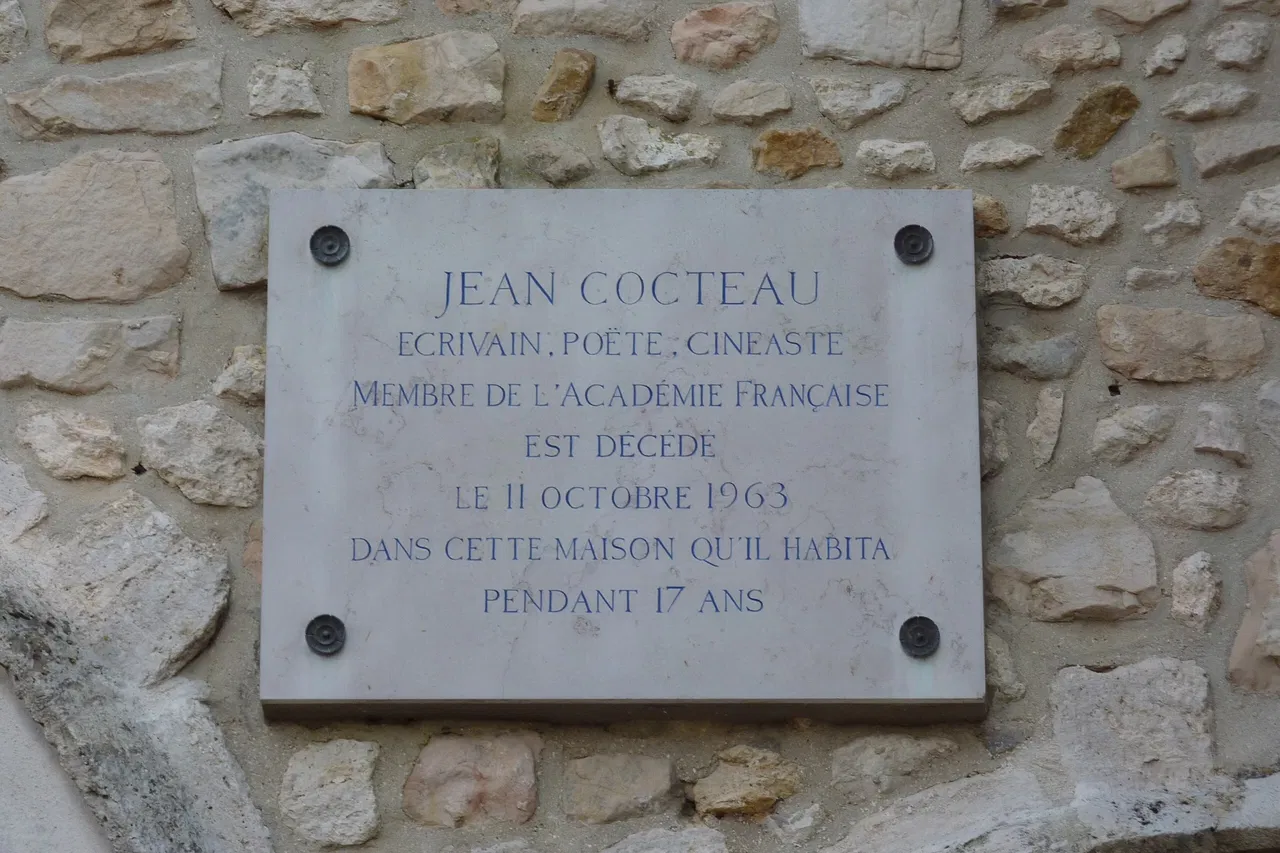 JEAN COCTEAU
ECRIVAIN, POËTE, CINEASTE
MEMBRE DE L'ACADÉMIE FRANÇAISE
EST DÉCÉDÉ
LE 11 OCTOBRE 1963
DANS CETTE MAISON QU'IL HABITA
PENDANT 17 ANS